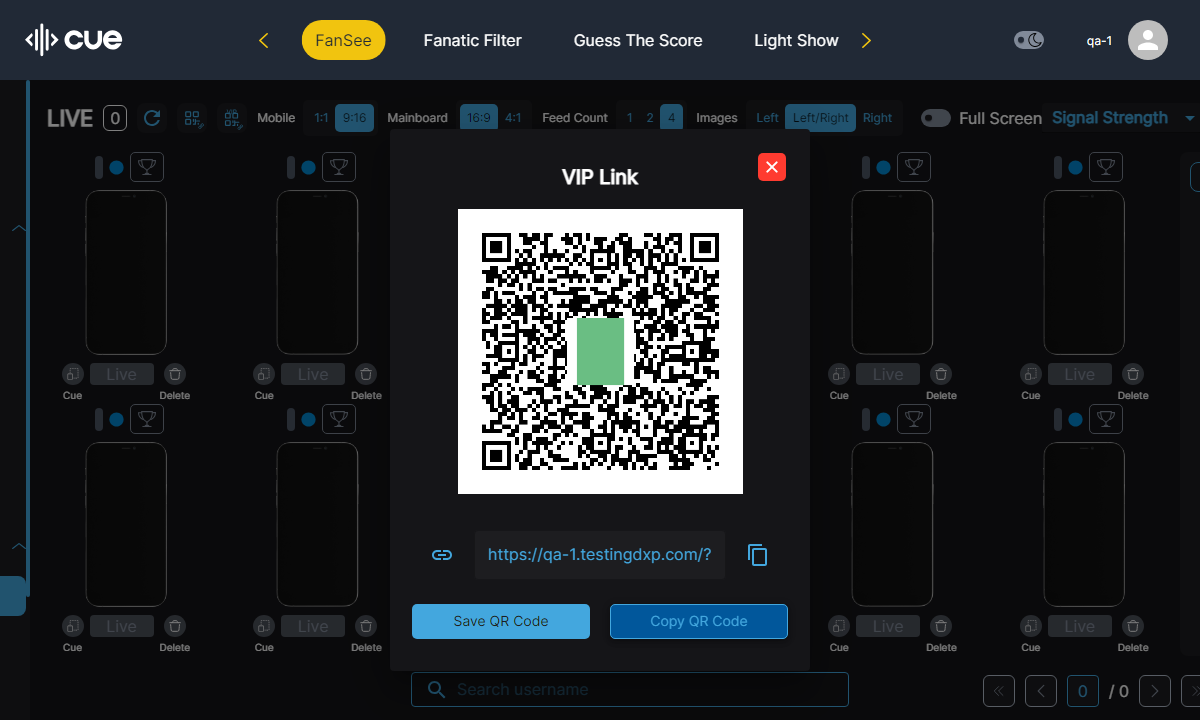 cue
FanSee
Fanatic Filter
Guess The Score
Light Show
qa-1
LIVE 0
Mobile 1:1 9:16
Mainboard 16:9 4:1
Feed Count 1 2 4
Images Left Left/Right Right
Full Screen
Signal Strength
VIP Link
Live Live Live Live
Cue Delete Cue Delete Cue Delete Cue Delete
https://qa-1.testingdxp.com/?
Save QR Code
Copy QR Code
Live Live Live Live
Cue Delete Cue Delete Cue Delete Cue Delete
Search username
0 / 0